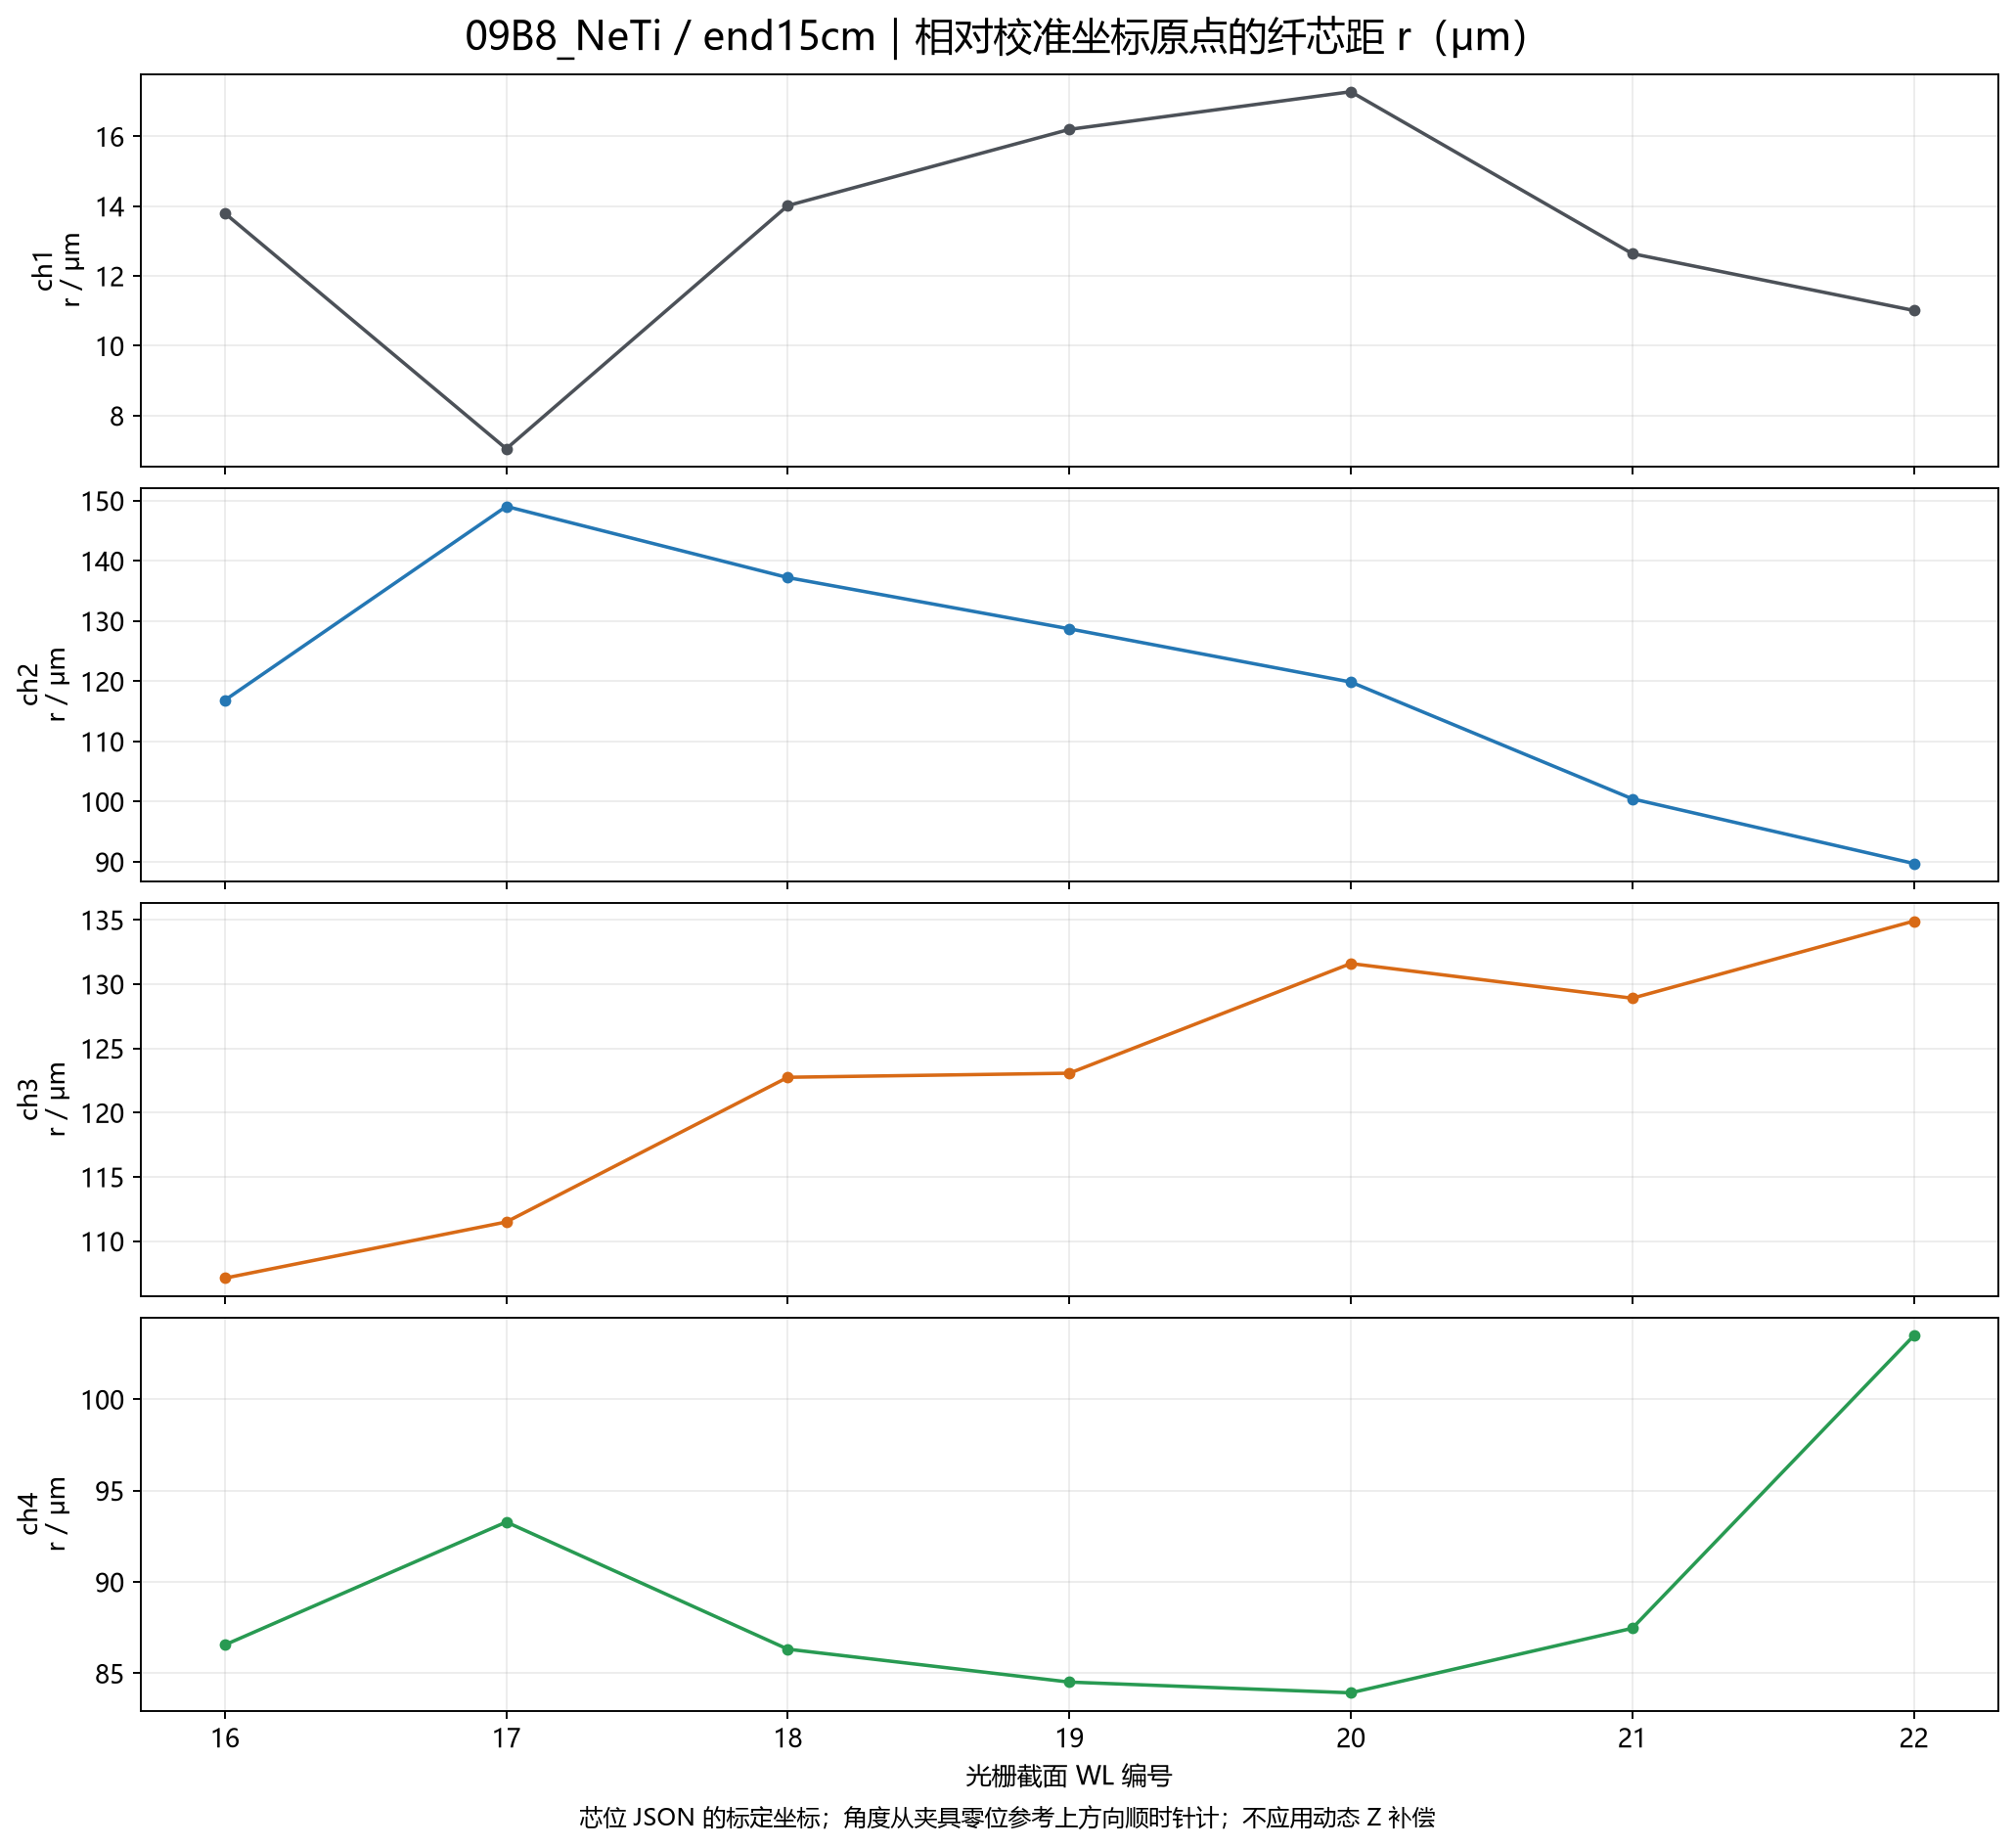 09B8_NeTi / end15cm | 相对校准坐标原点的纤芯距 r（μm）
16
14
12
10
8
ch1
r / μm
150
140
130
120
110
100
90
ch2
r / μm
135
130
125
120
115
110
ch3
r / μm
100
95
90
85
ch4
r / μm
16 17 18 19 20 21 22
光栅截面 WL 编号
芯位 JSON 的标定坐标；角度从夹具零位参考上方向顺时针计；不应用动态 Z 补偿